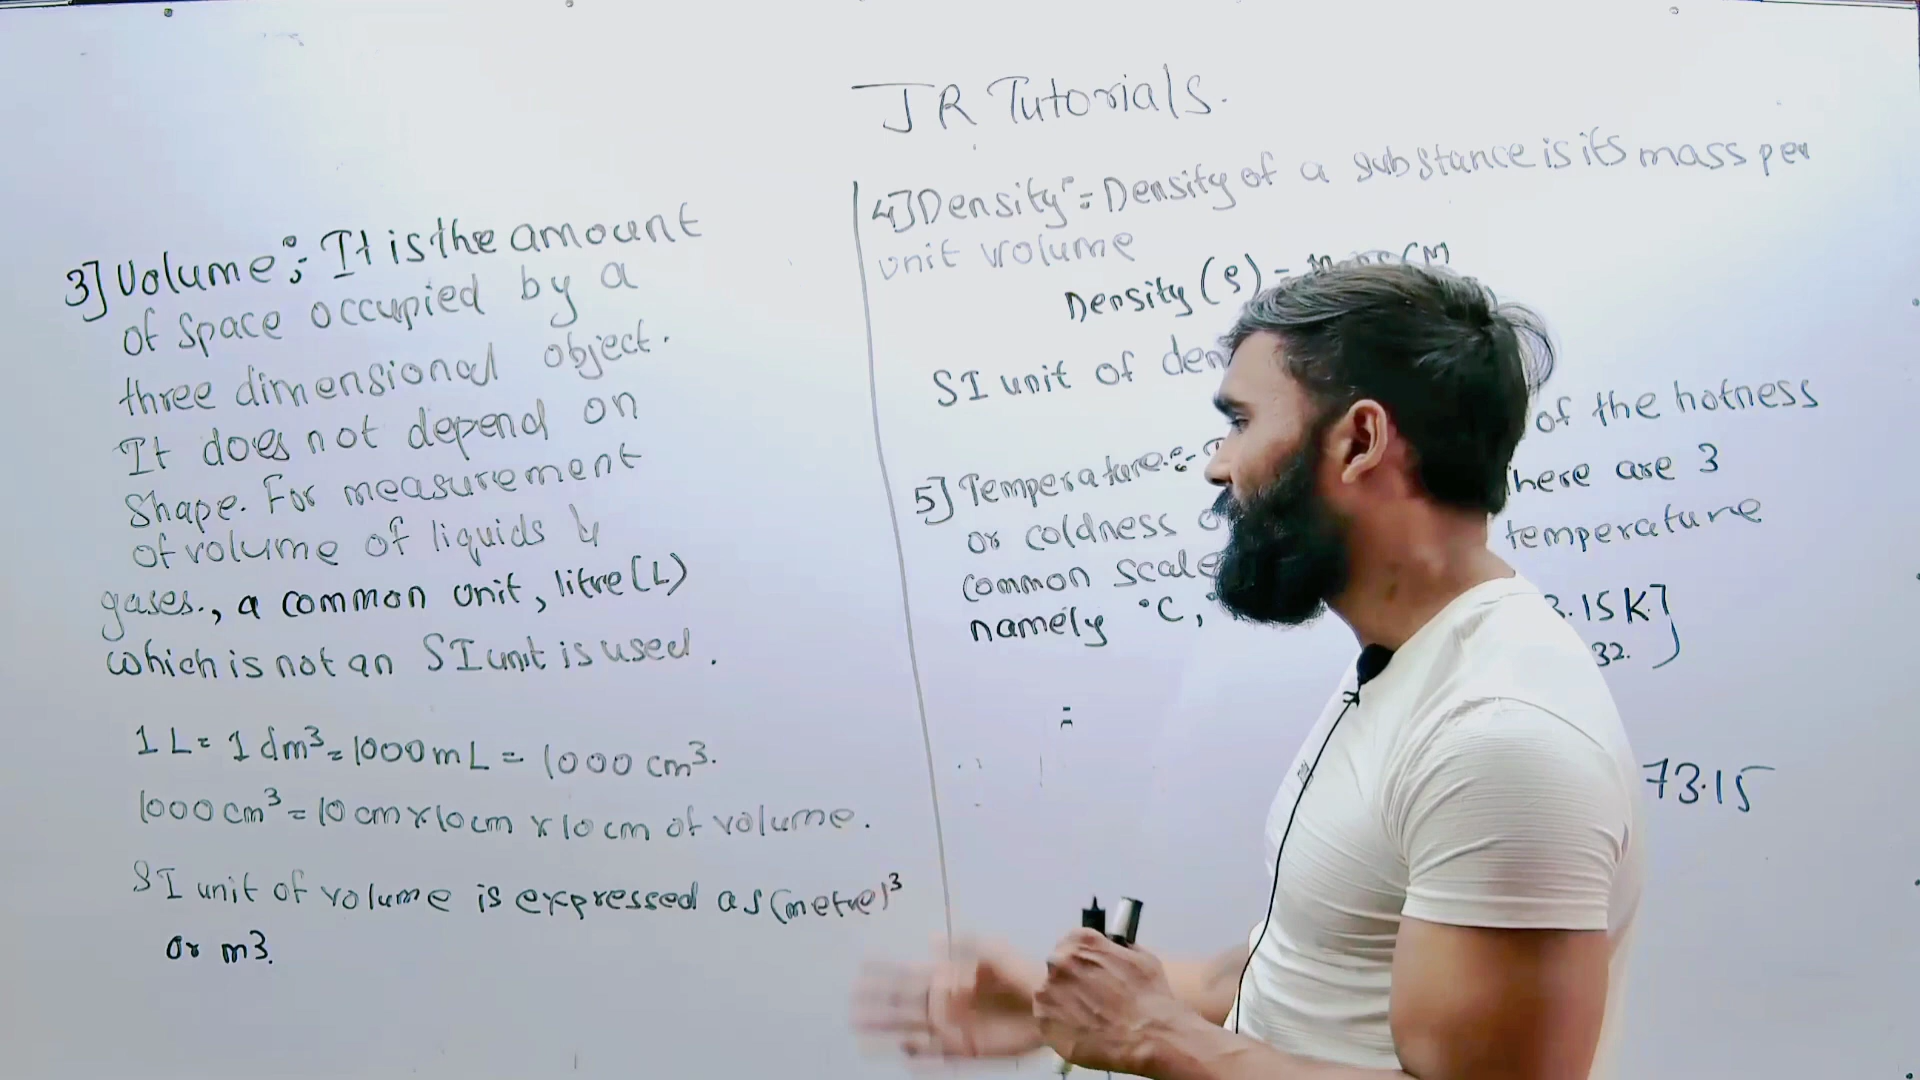 JR Tutorials.
3] Volume :- It is the amount
of space occupied by a
three dimensional object.
It does not depend on
shape. For measurement
of volume of liquids &
gases., a common unit, litre (L)
which is not an SI unit is used.
1 L = 1 dm³ = 1000 mL = 1000 cm³.
1000 cm³ = 10 cm x 10 cm x 10 cm of volume.
SI unit of volume is expressed as (metre)³
or m3.
4] Density := Density of a substance is its mass per
unit volume
Density (ρ) =
SI unit of
5] Temperature :- of the hotness
or coldness There are 3
common scale temperature
namely °C,
.15 K]
32.
=
73.15